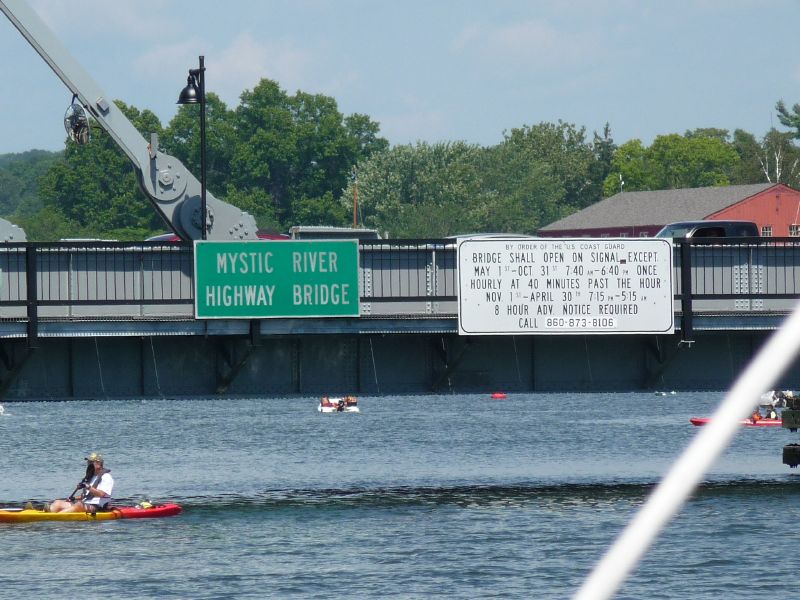 MYSTIC RIVER
HIGHWAY BRIDGE
BY ORDER OF THE US COAST GUARD
BRIDGE SHALL OPEN ON SIGNAL EXCEPT
MAY 1ST-OCT. 31ST 7:40 AM-6:40 PM ONCE
HOURLY AT 40 MINUTES PAST THE HOUR
NOV. 1ST-APRIL 30TH 7:15 PM-5:15 AM
8 HOUR ADV. NOTICE REQUIRED
CALL 860-873-8106